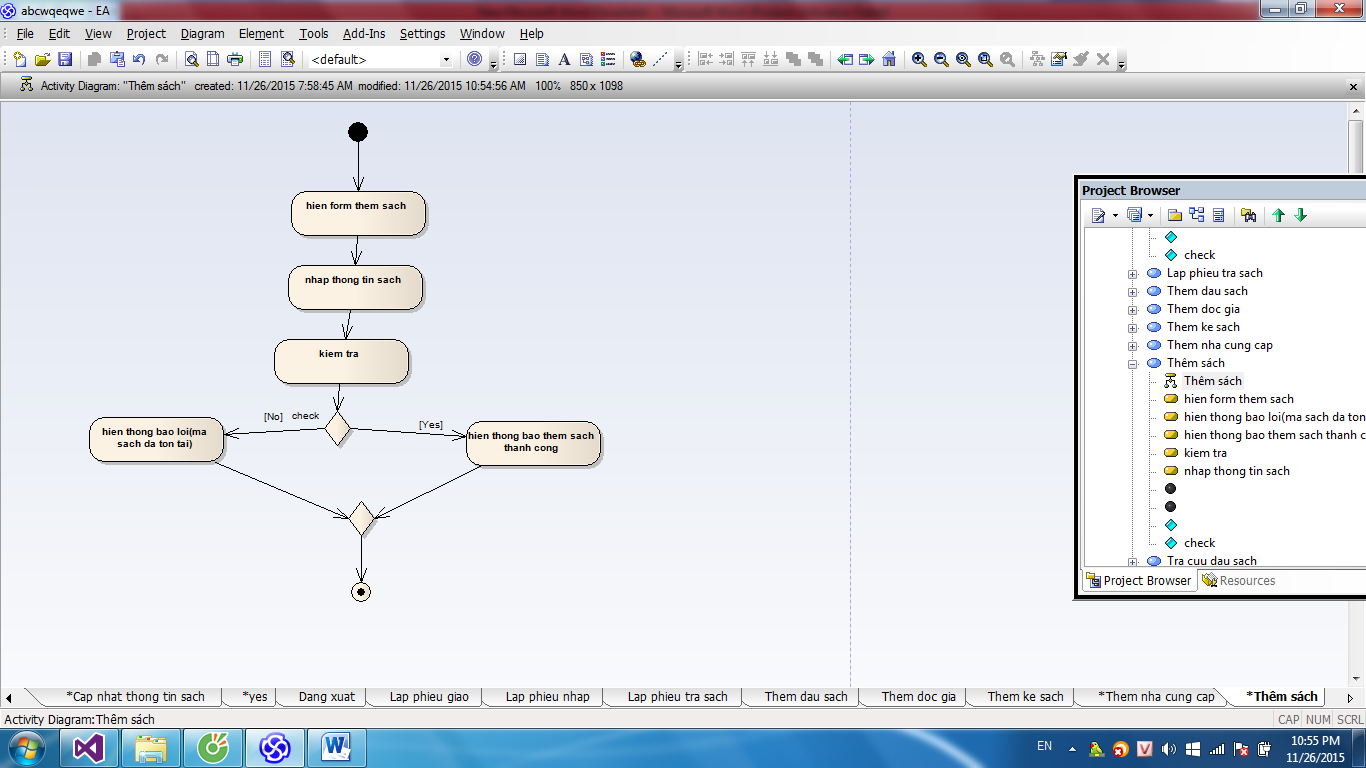 abcwqeqwe - EA
File Edit View Project Diagram Element Tools Add-Ins Settings Window Help
<default>
Activity Diagram: "Thêm sách" created: 11/26/2015 7:58:45 AM modified: 11/26/2015 10:54:56 AM 100% 850 x 1098
hien form them sach
nhap thong tin sach
kiem tra
[No] check
[Yes]
hien thong bao loi(ma
sach da ton tai)
hien thong bao them sach
thanh cong
Project Browser
check
Lap phieu tra sach
Them dau sach
Them doc gia
Them ke sach
Them nha cung cap
Thêm sách
Thêm sách
hien form them sach
hien thong bao loi(ma sach da ton
hien thong bao them sach thanh c
kiem tra
nhap thong tin sach
check
Tra cuu dau sach
Project Browser Resources
*Cap nhat thong tin sach *yes Dang xuat Lap phieu giao Lap phieu nhap Lap phieu tra sach Them dau sach Them doc gia Them ke sach *Them nha cung cap *Thêm sách
Activity Diagram:Thêm sách CAP NUM SCRL
EN
10:55 PM
11/26/2015